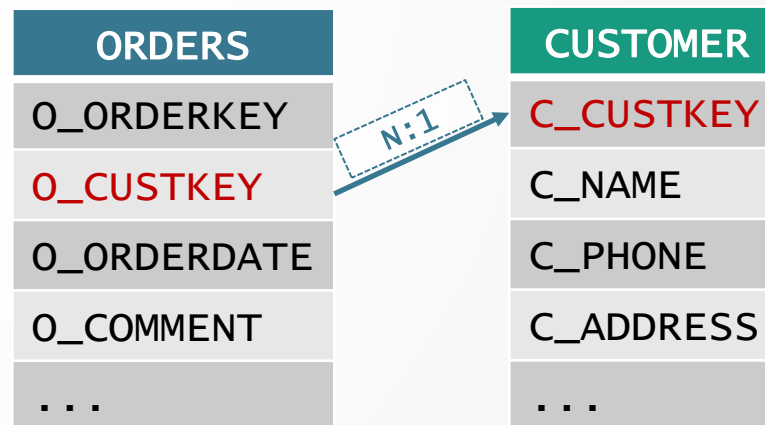 ORDERS
O_ORDERKEY
O_CUSTKEY
O_ORDERDATE
O_COMMENT
...
N:1
CUSTOMER
C_CUSTKEY
C_NAME
C_PHONE
C_ADDRESS
...